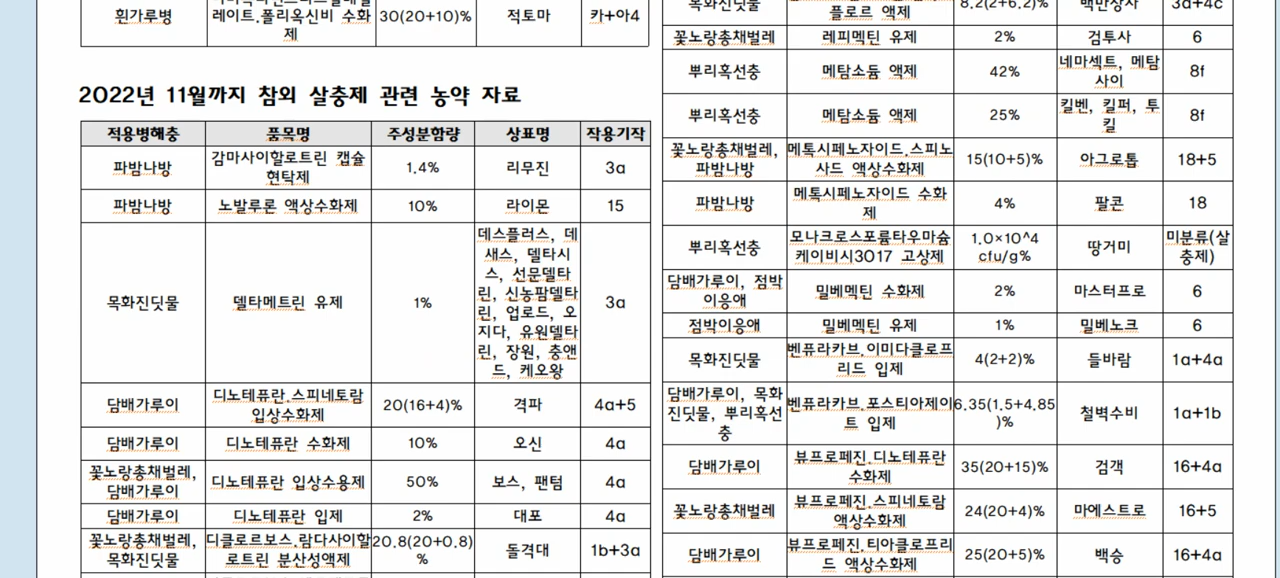 흰가루병
레이트.폴리옥신비 수화
제
30(20+10)%
적토마
카+아4
2022년 11월까지 참외 살충제 관련 농약 자료
적용병해충 품목명 주성분함량 상표명 작용기작
파밤나방
감마사이할로트린 캡슐
현탁제
1.4%
리무진
3a
파밤나방 노발루론 액상수화제 10% 라이몬 15
목화진딧물
델타메트린 유제
1%
데스플러스, 데
새스, 델타시
스, 선문델타
린, 신농팜델타
린, 업로드, 오
지다, 유원델타
린, 장원, 충앤
드, 케오왕
3a
담배가루이
디노테퓨란.스피네토람
입상수화제
20(16+4)%
격파
4a+5
담배가루이 디노테퓨란 수화제 10% 오신 4a
꽃노랑총채벌레,
담배가루이
디노테퓨란 입상수용제
50%
보스, 팬텀
4a
담배가루이 디노테퓨란 입제 2% 대포 4a
꽃노랑총채벌레,
목화진딧물
디클로르보스.람다사이할
로트린 분산성액제
20.8(20+0.8)
%
돌격대
1b+3a
목화진딧물
플로르 액제
8.2(2+6.2)%
백만장사
3a+4c
꽃노랑총채벌레 레피멕틴 유제 2% 검투사 6
뿌리혹선충
메탐소듐 액제
42%
네마섹트, 메탐
사이
8f
뿌리혹선충
메탐소듐 액제
25%
킬벤, 킬퍼, 투
킬
8f
꽃노랑총채벌레,
파밤나방
메톡시페노자이드.스피노
사드 액상수화제
15(10+5)%
아그로톱
18+5
파밤나방
메톡시페노자이드 수화
제
4%
팔콘
18
뿌리혹선충
모나크로스포륨타우마슘
케이비시3017 고상제
1.0×10^4
cfu/g%
땅거미
미분류(살
충제)
담배가루이, 점박
이응애
밀베멕틴 수화제
2%
마스터프로
6
점박이응애 밀베멕틴 유제 1% 밀베노크 6
목화진딧물
벤퓨라카브.이미다클로프
리드 입제
4(2+2)%
들바람
1a+4a
담배가루이, 목화
진딧물, 뿌리혹선
충
벤퓨라카브.포스티아제이
트 입제
6.35(1.5+4.85
)%
철벽수비
1a+1b
담배가루이
뷰프로페진.디노테퓨란
수화제
35(20+15)%
검객
16+4a
꽃노랑총채벌레
뷰프로페진.스피네토람
액상수화제
24(20+4)%
마에스트로
16+5
담배가루이
뷰프로페진.티아클로프리
드 액상수화제
25(20+5)%
백승
16+4a